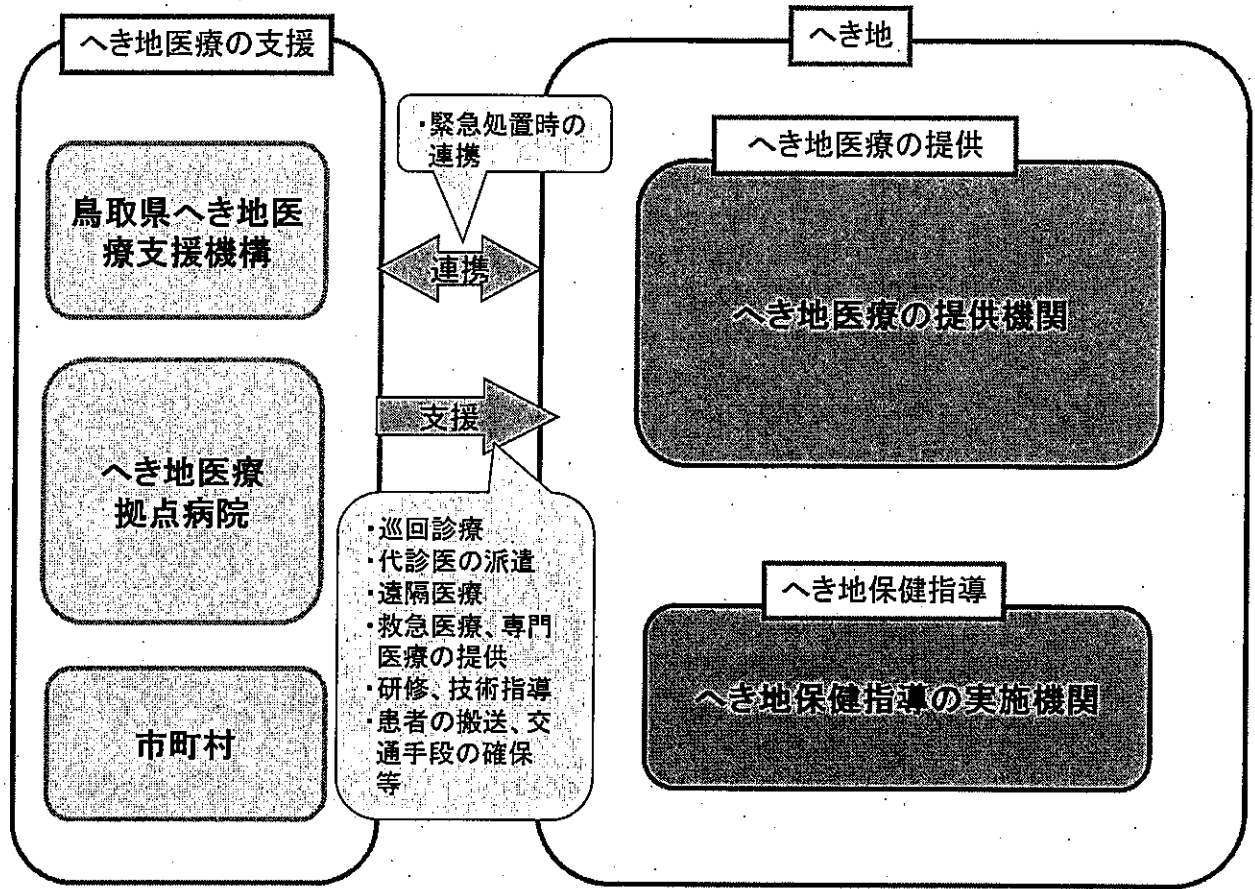 へき地医療の支援
鳥取県へき地医
療支援機構
へき地医療
拠点病院
市町村
・緊急処置時の
連携
連携
支援
・巡回診療
・代診医の派遣
・遠隔医療
・救急医療、専門
医療の提供
・研修、技術指導
・患者の搬送、交
通手段の確保
等
へき地
へき地医療の提供
へき地医療の提供機関
へき地保健指導
へき地保健指導の実施機関